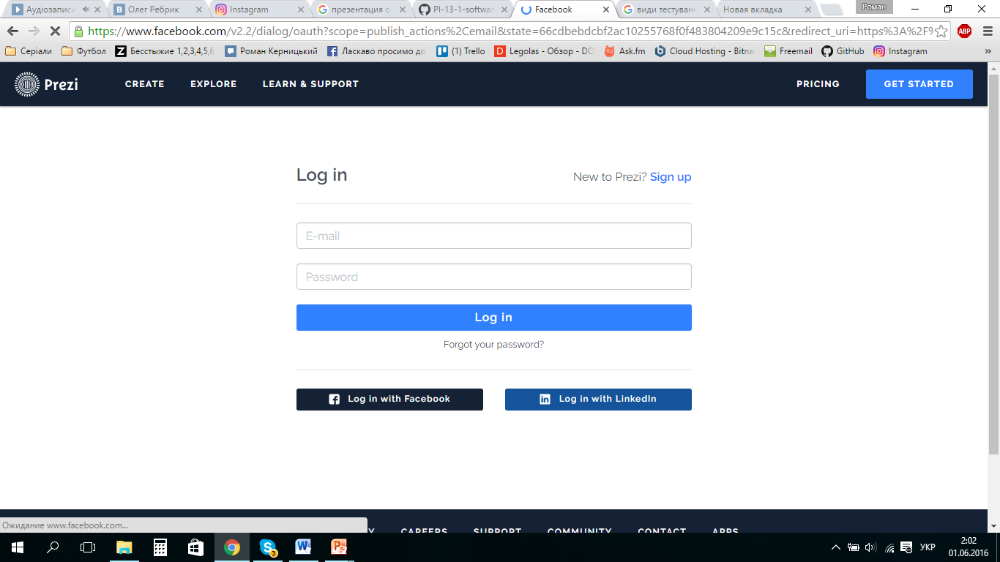 Аудіозаписи
Олег Ребрик
Instagram
презентация о
PI-13-1-softwar
Facebook
види тестуванн
Новая вкладка
Роман
https://www.facebook.com/v2.2/dialog/oauth?scope=publish_actions%2Cemail&state=66cdbebdcbf2ac10255768f0f483804209e9c15c&redirect_uri=https%3A%2F%
ABP
Серіали
Футбол
Бесстыжие 1,2,3,4,5,6
Роман Керницький
Ласкаво просимо до
(1) Trello
Legolas - Обзор - DO
Ask.fm
Cloud Hosting - Bitna
Freemail
GitHub
Instagram
»
Prezi
CREATE
EXPLORE
LEARN & SUPPORT
PRICING
GET STARTED
Log in
New to Prezi? Sign up
E-mail
Password
Log in
Forgot your password?
Log in with Facebook
Log in with LinkedIn
Y
CAREERS
SUPPORT
COMMUNITY
CONTACT
APPS
Ожидание www.facebook.com...
3
УКР
2:02
01.06.2016